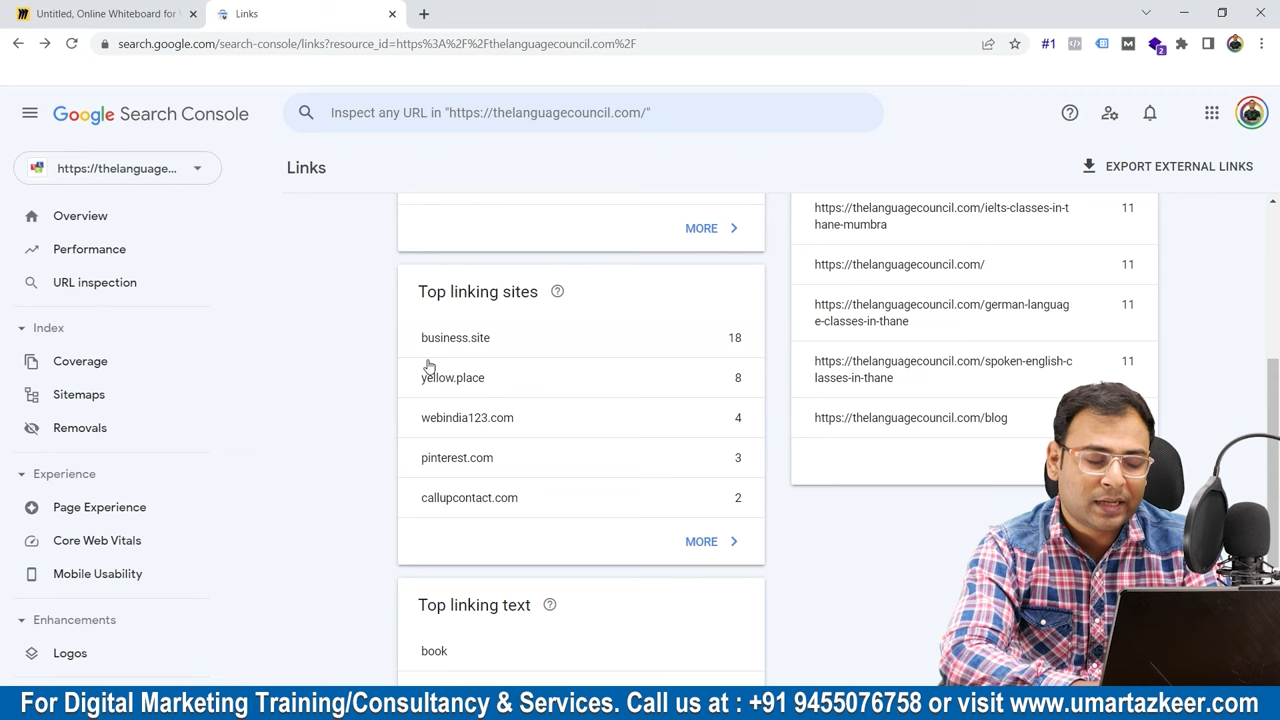 Untitled, Online Whiteboard for
Links
search.google.com/search-console/links?resource_id=https%3A%2F%2Fthelanguagecouncil.com%2F
#1
2
Google Search Console
Inspect any URL in "https://thelanguagecouncil.com/"
https://thelanguage...
Links
EXPORT EXTERNAL LINKS
Overview
Performance
URL inspection
Index
Coverage
Sitemaps
Removals
Experience
Page Experience
Core Web Vitals
Mobile Usability
Enhancements
Logos
MORE
Top linking sites
business.site 18
yellow.place 8
webindia123.com 4
pinterest.com 3
callupcontact.com 2
MORE
Top linking text
book
https://thelanguagecouncil.com/ielts-classes-in-t
hane-mumbra
11
https://thelanguagecouncil.com/ 11
https://thelanguagecouncil.com/german-languag
e-classes-in-thane
11
https://thelanguagecouncil.com/spoken-english-c
lasses-in-thane
11
https://thelanguagecouncil.com/blog
For Digital Marketing Training/Consultancy & Services. Call us at : +91 9455076758 or visit www.umartazkeer.com